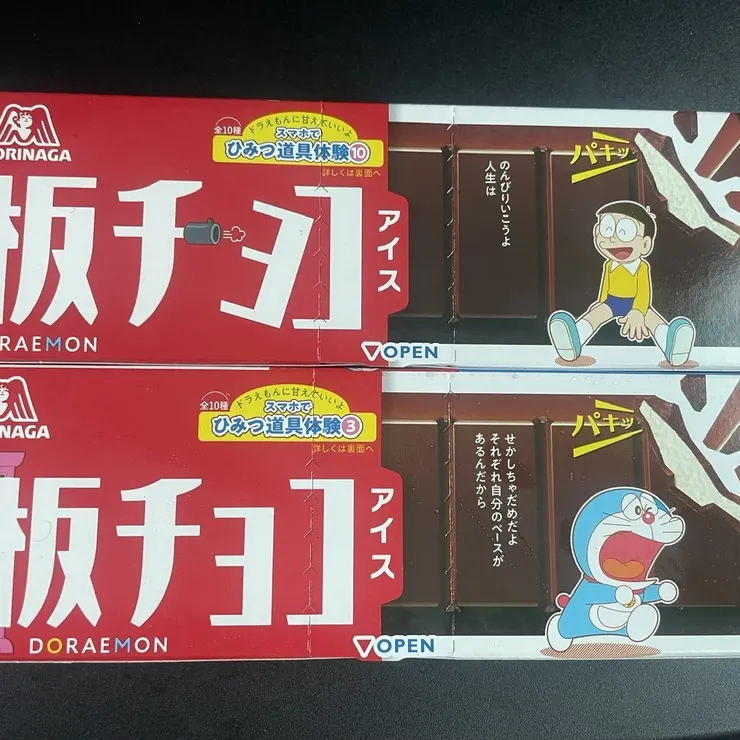 ORINAGA
全10種
ドラえもんに甘えていいよ
スマホで
ひみつ道具体験10
詳しくは裏面へ
板チョコ
アイス
RAEMON
OPEN
のんびりいこうよ
人生は
パキッ
INAGA
全10種
ドラえもんに甘えていいよ
スマホで
ひみつ道具体験3
詳しくは裏面へ
板チョコ
アイス
DORAEMON
OPEN
せかしちゃだめだよ
それぞれ自分のペースが
あるんだから
パキッ